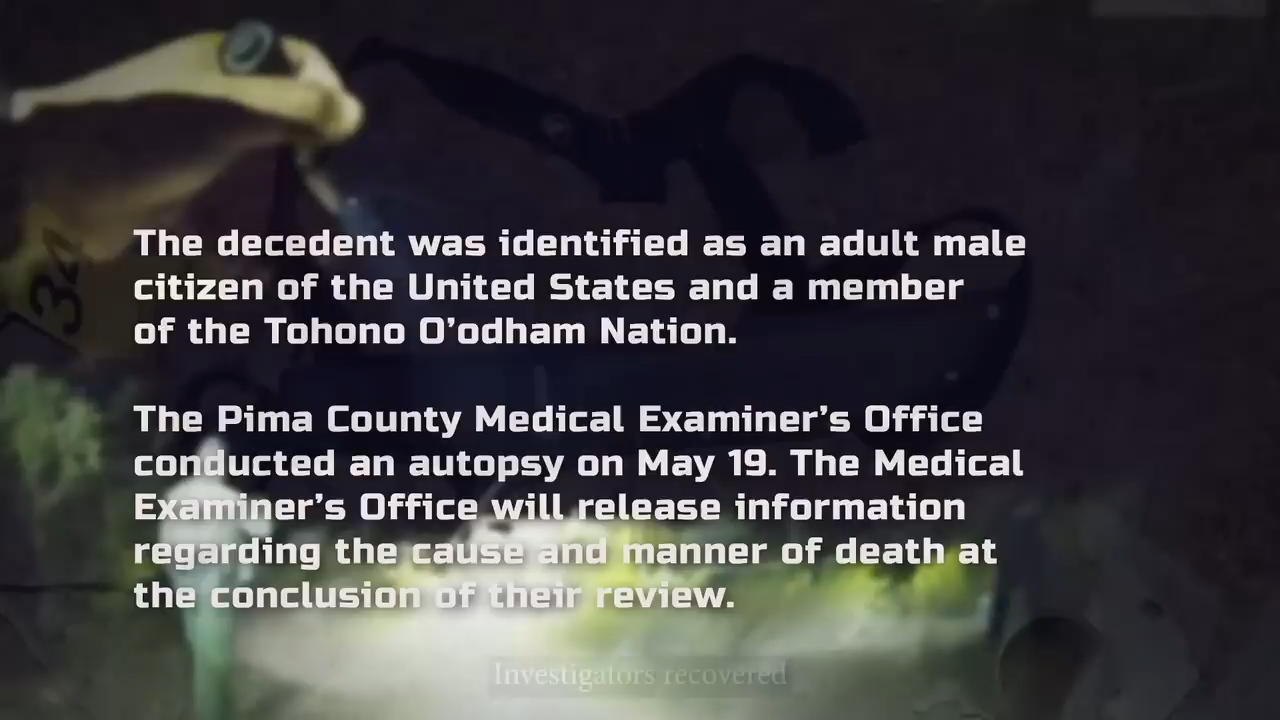 The decedent was identified as an adult male
citizen of the United States and a member
of the Tohono O’odham Nation.
The Pima County Medical Examiner’s Office
conducted an autopsy on May 19. The Medical
Examiner’s Office will release information
regarding the cause and manner of death at
the conclusion of their review.
34
Investigators recovered